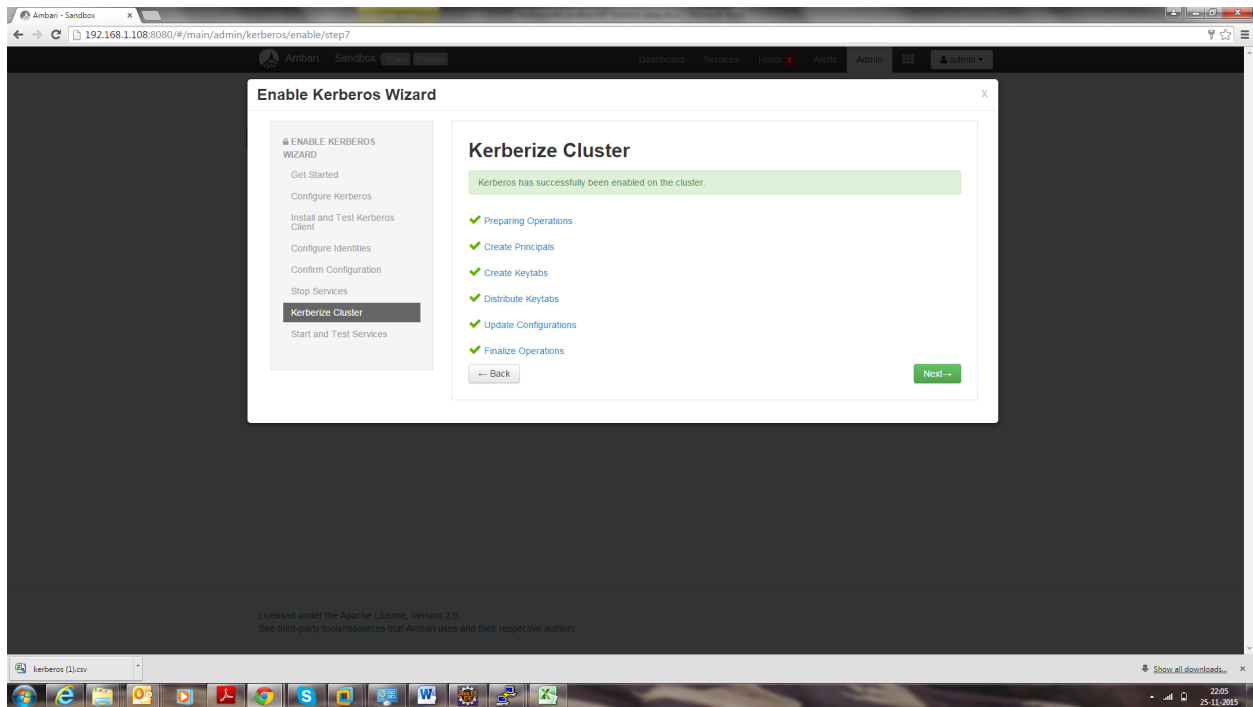 Ambari - Sandbox
192.168.1.108:8080/#/main/admin/kerberos/enable/step7
Ambari Sandbox Dashboard Services Hosts 1 Alerts Admin admin
Enable Kerberos Wizard
X
ENABLE KERBEROS
WIZARD
Get Started
Configure Kerberos
Install and Test Kerberos
Client
Configure Identities
Confirm Configuration
Stop Services
Kerberize Cluster
Start and Test Services
Kerberize Cluster
Kerberos has successfully been enabled on the cluster.
Preparing Operations
Create Principals
Create Keytabs
Distribute Keytabs
Update Configurations
Finalize Operations
← Back
Next→
Licensed under the Apache License, Version 2.0.
See third-party tools/resources that Ambari uses and their respective authors
kerberos (1).csv
Show all downloads...
22:05
25-11-2015